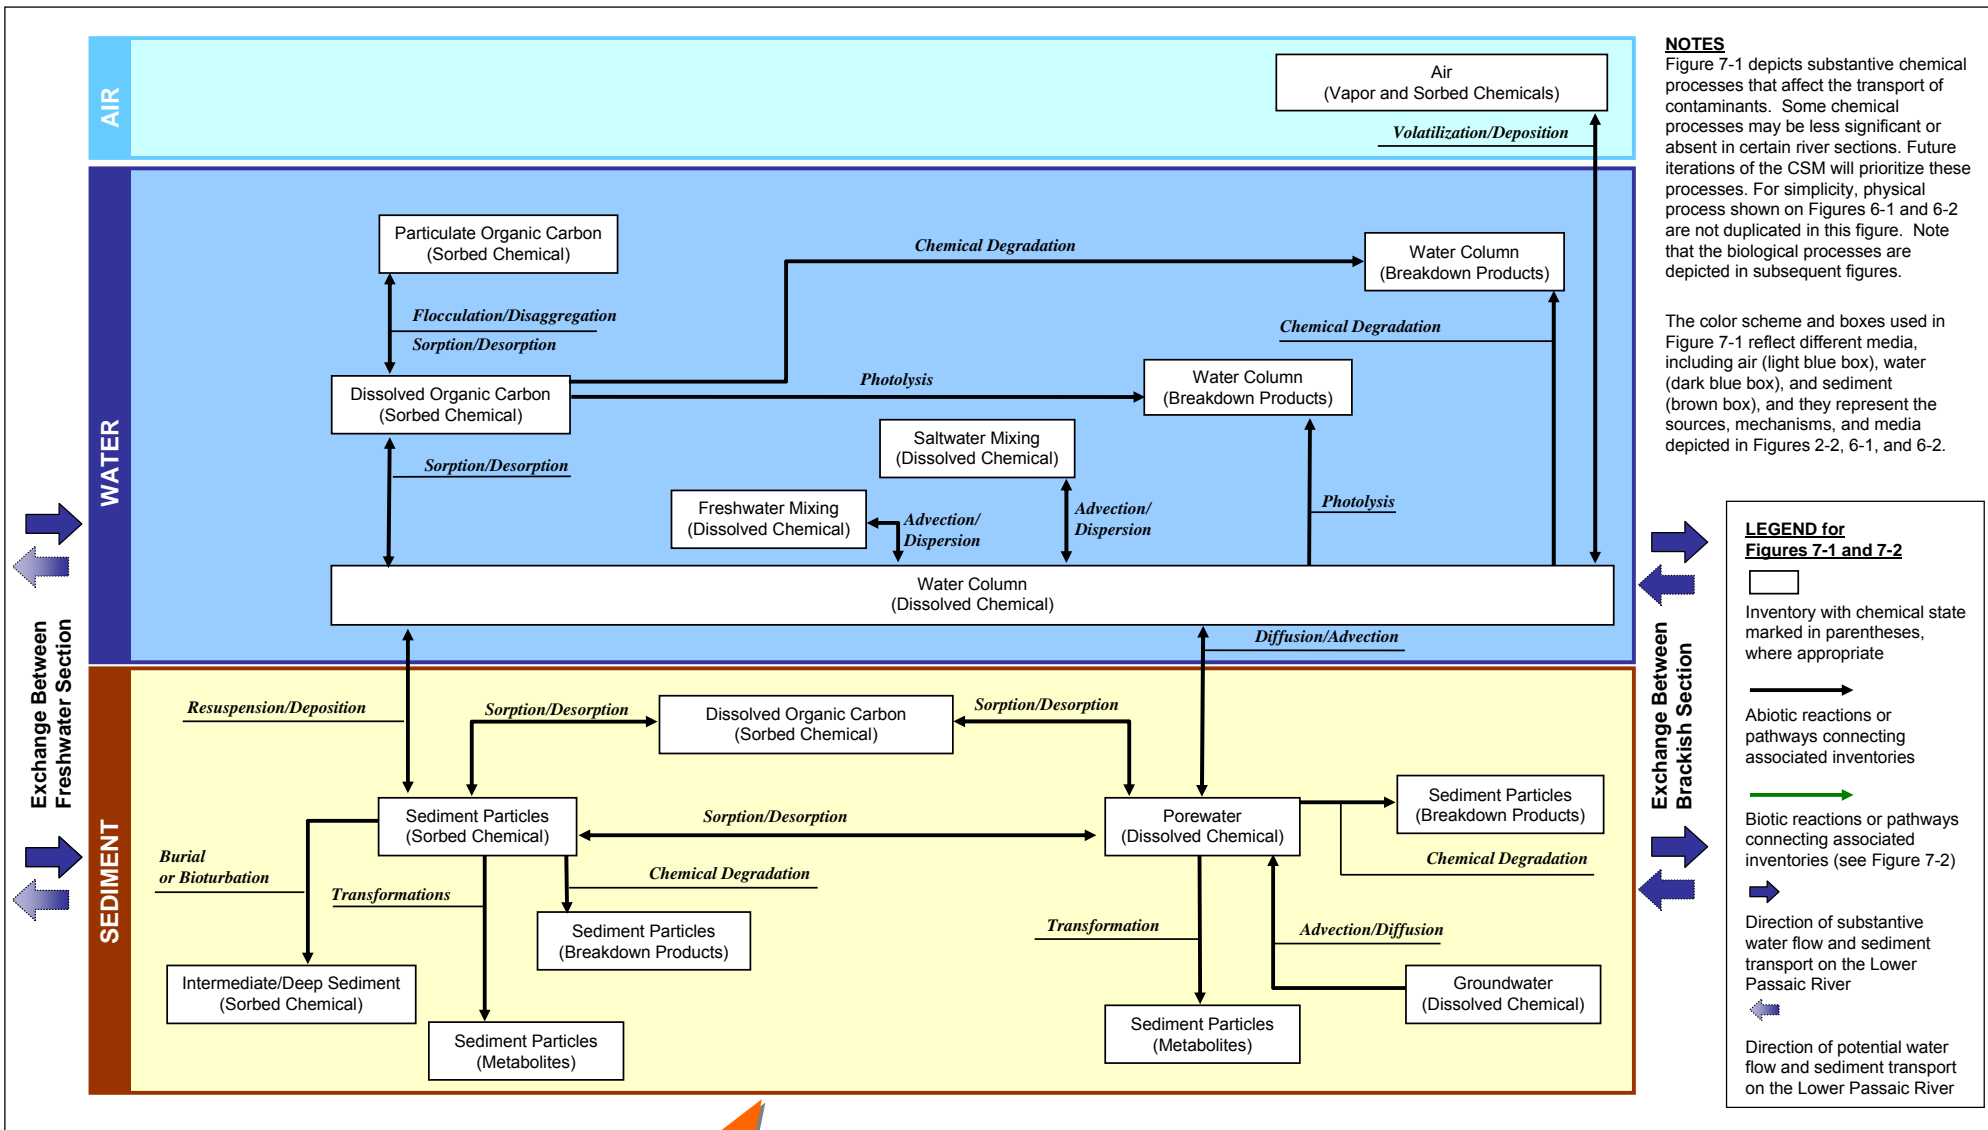 AIR
Air
(Vapor and Sorbed Chemicals)
Volatilization/Deposition
WATER
Particulate Organic Carbon
(Sorbed Chemical)
Chemical Degradation
Water Column
(Breakdown Products)
Flocculation/Disaggregation
Sorption/Desorption
Chemical Degradation
Dissolved Organic Carbon
(Sorbed Chemical)
Photolysis
Water Column
(Breakdown Products)
Saltwater Mixing
(Dissolved Chemical)
Sorption/Desorption
Freshwater Mixing
(Dissolved Chemical)
Advection/
Dispersion
Advection/
Dispersion
Photolysis
Water Column
(Dissolved Chemical)
Diffusion/Advection
SEDIMENT
Resuspension/Deposition
Sorption/Desorption
Dissolved Organic Carbon
(Sorbed Chemical)
Sorption/Desorption
Sediment Particles
(Sorbed Chemical)
Sorption/Desorption
Porewater
(Dissolved Chemical)
Sediment Particles
(Breakdown Products)
Burial
or Bioturbation
Transformations
Chemical Degradation
Chemical Degradation
Sediment Particles
(Breakdown Products)
Transformation
Advection/Diffusion
Intermediate/Deep Sediment
(Sorbed Chemical)
Groundwater
(Dissolved Chemical)
Sediment Particles
(Metabolites)
Sediment Particles
(Metabolites)
Exchange Between
Freshwater Section
Exchange Between
Brackish Section
NOTES
Figure 7-1 depicts substantive chemical
processes that affect the transport of
contaminants. Some chemical
processes may be less significant or
absent in certain river sections. Future
iterations of the CSM will prioritize these
processes. For simplicity, physical
process shown on Figures 6-1 and 6-2
are not duplicated in this figure. Note
that the biological processes are
depicted in subsequent figures.
The color scheme and boxes used in
Figure 7-1 reflect different media,
including air (light blue box), water
(dark blue box), and sediment
(brown box), and they represent the
sources, mechanisms, and media
depicted in Figures 2-2, 6-1, and 6-2.
LEGEND for
Figures 7-1 and 7-2
Inventory with chemical state
marked in parentheses,
where appropriate
Abiotic reactions or
pathways connecting
associated inventories
Biotic reactions or pathways
connecting associated
inventories (see Figure 7-2)
Direction of substantive
water flow and sediment
transport on the Lower
Passaic River
Direction of potential water
flow and sediment transport
on the Lower Passaic River